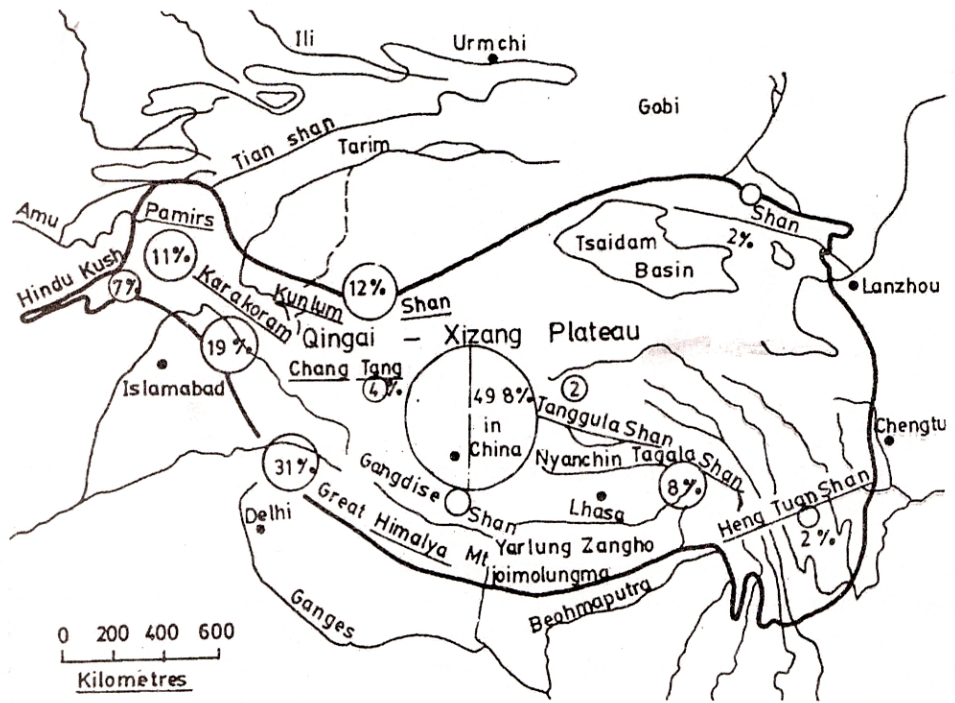 Ili
Urmchi
Gobi
Tian shan
Tarim
Amu
Pamirs
Shan
2%
Tsaidam
Basin
11%
Hindu Kush
7%
Karakoram
Kunlum
12%
Shan
Lanzhou
19%
Qingai – Xizang Plateau
Islamabad
Chang Tang
4%
49 8%
in
China
2
Tanggula Shan
Chengtu
31%
Gangdise
Shan
Nyanchin Tagala Shan
8%
Lhasa
Heng Tuan Shan
2%
Delhi
Great Himalya Mt
Yarlung Zangho
joimolungma
Beohmaputra
Ganges
0 200 400 600
Kilometres